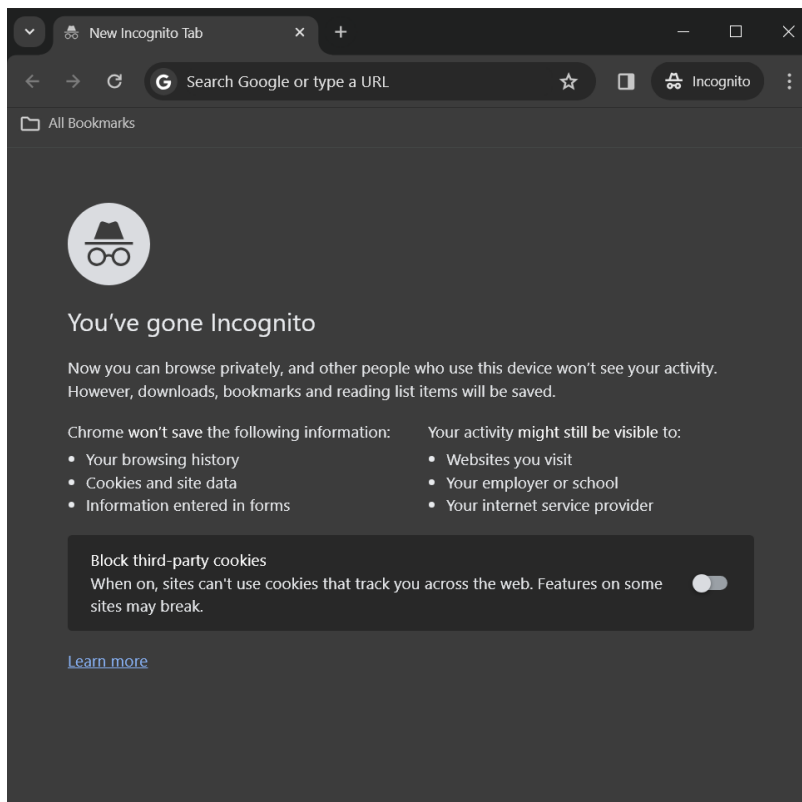 New Incognito Tab
Search Google or type a URL
Incognito
All Bookmarks
You've gone Incognito
Now you can browse privately, and other people who use this device won't see your activity.
However, downloads, bookmarks and reading list items will be saved.
Chrome won't save the following information:
• Your browsing history
• Cookies and site data
• Information entered in forms
Your activity might still be visible to:
• Websites you visit
• Your employer or school
• Your internet service provider
Block third-party cookies
When on, sites can't use cookies that track you across the web. Features on some
sites may break.
Learn more